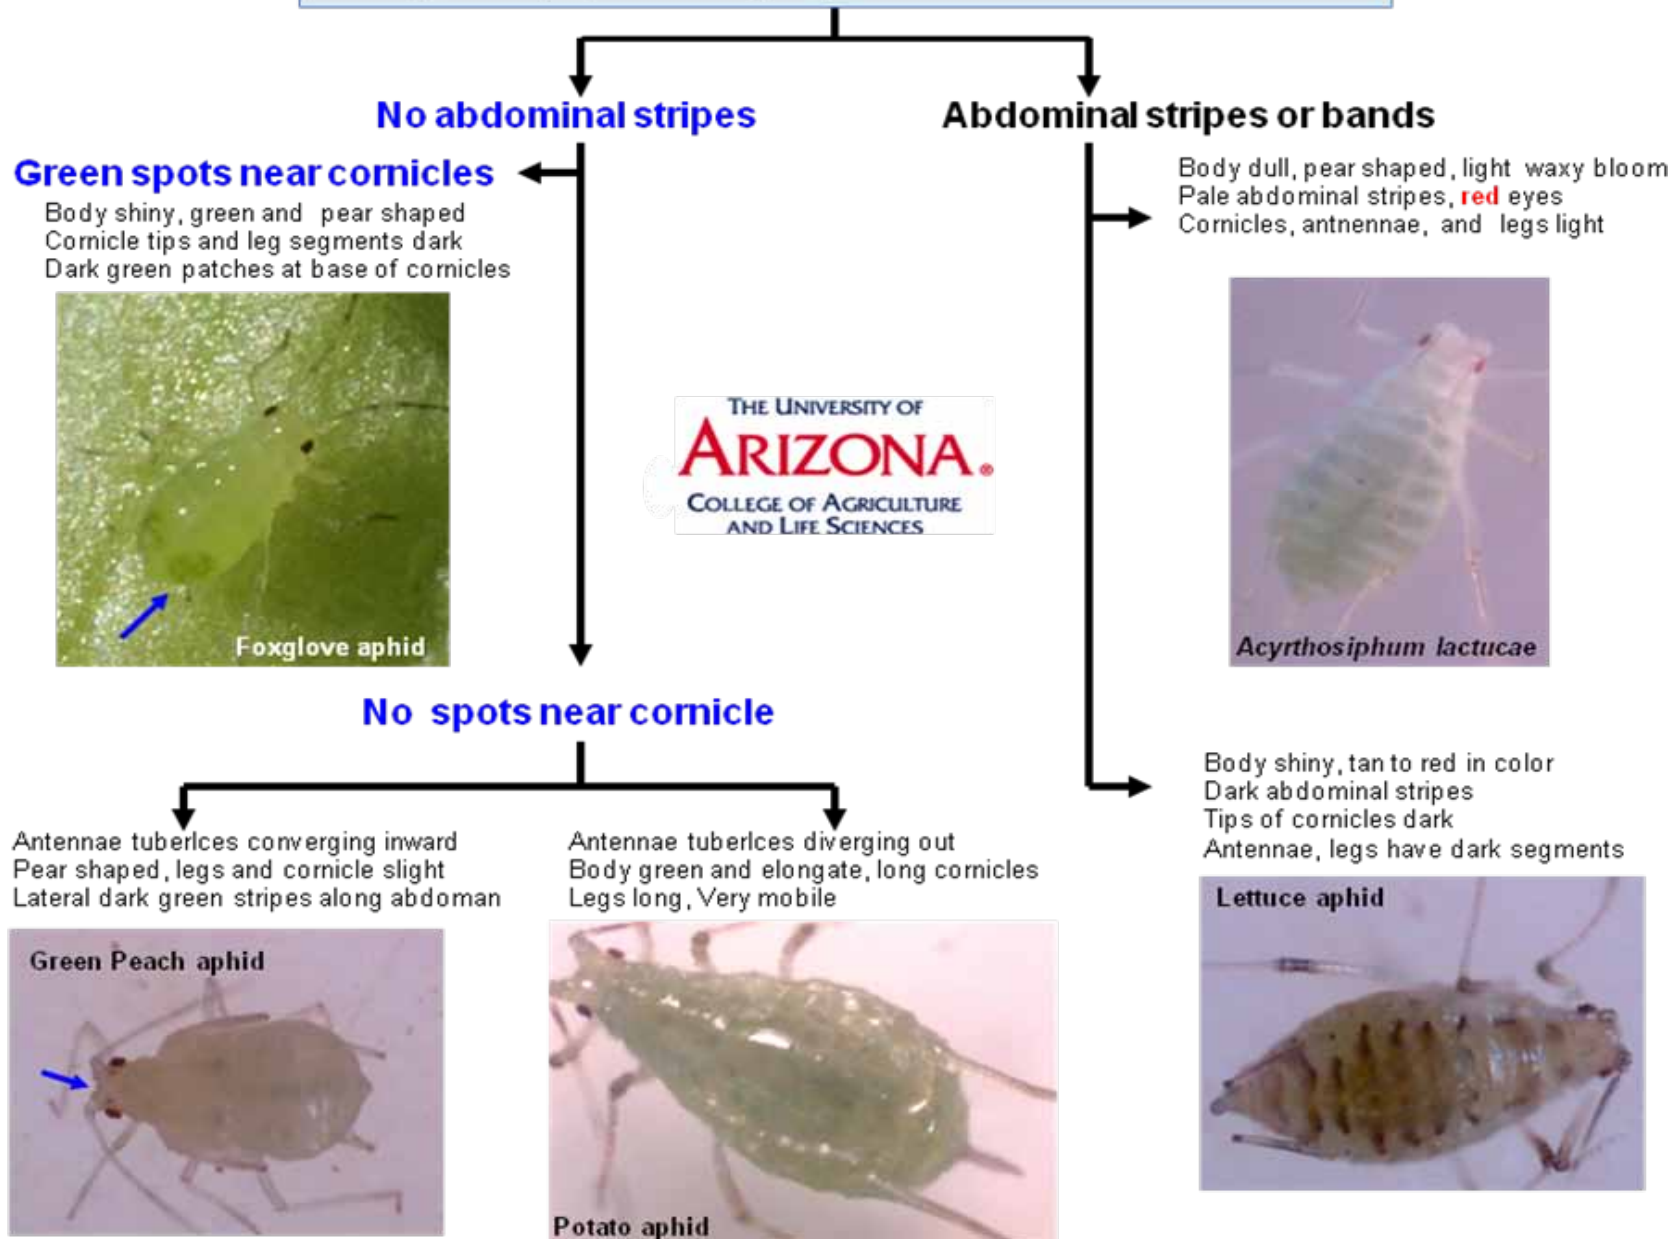 No abdominal stripes
Abdominal stripes or bands
Green spots near cornicles
Body shiny, green and pear shaped
Cornicle tips and leg segments dark
Dark green patches at base of cornicles
Body dull, pear shaped, light waxy bloom
Pale abdominal stripes, red eyes
Cornicles, antnennae, and legs light
THE UNIVERSITY OF
ARIZONA®
COLLEGE OF AGRICULTURE
AND LIFE SCIENCES
Foxglove aphid
Acyrthosiphum lactucae
No spots near cornicle
Antennae tuberlces converging inward
Pear shaped, legs and cornicle slight
Lateral dark green stripes along abdoman
Antennae tuberlces diverging out
Body green and elongate, long cornicles
Legs long, Very mobile
Body shiny, tan to red in color
Dark abdominal stripes
Tips of cornicles dark
Antennae, legs have dark segments
Green Peach aphid
Potato aphid
Lettuce aphid